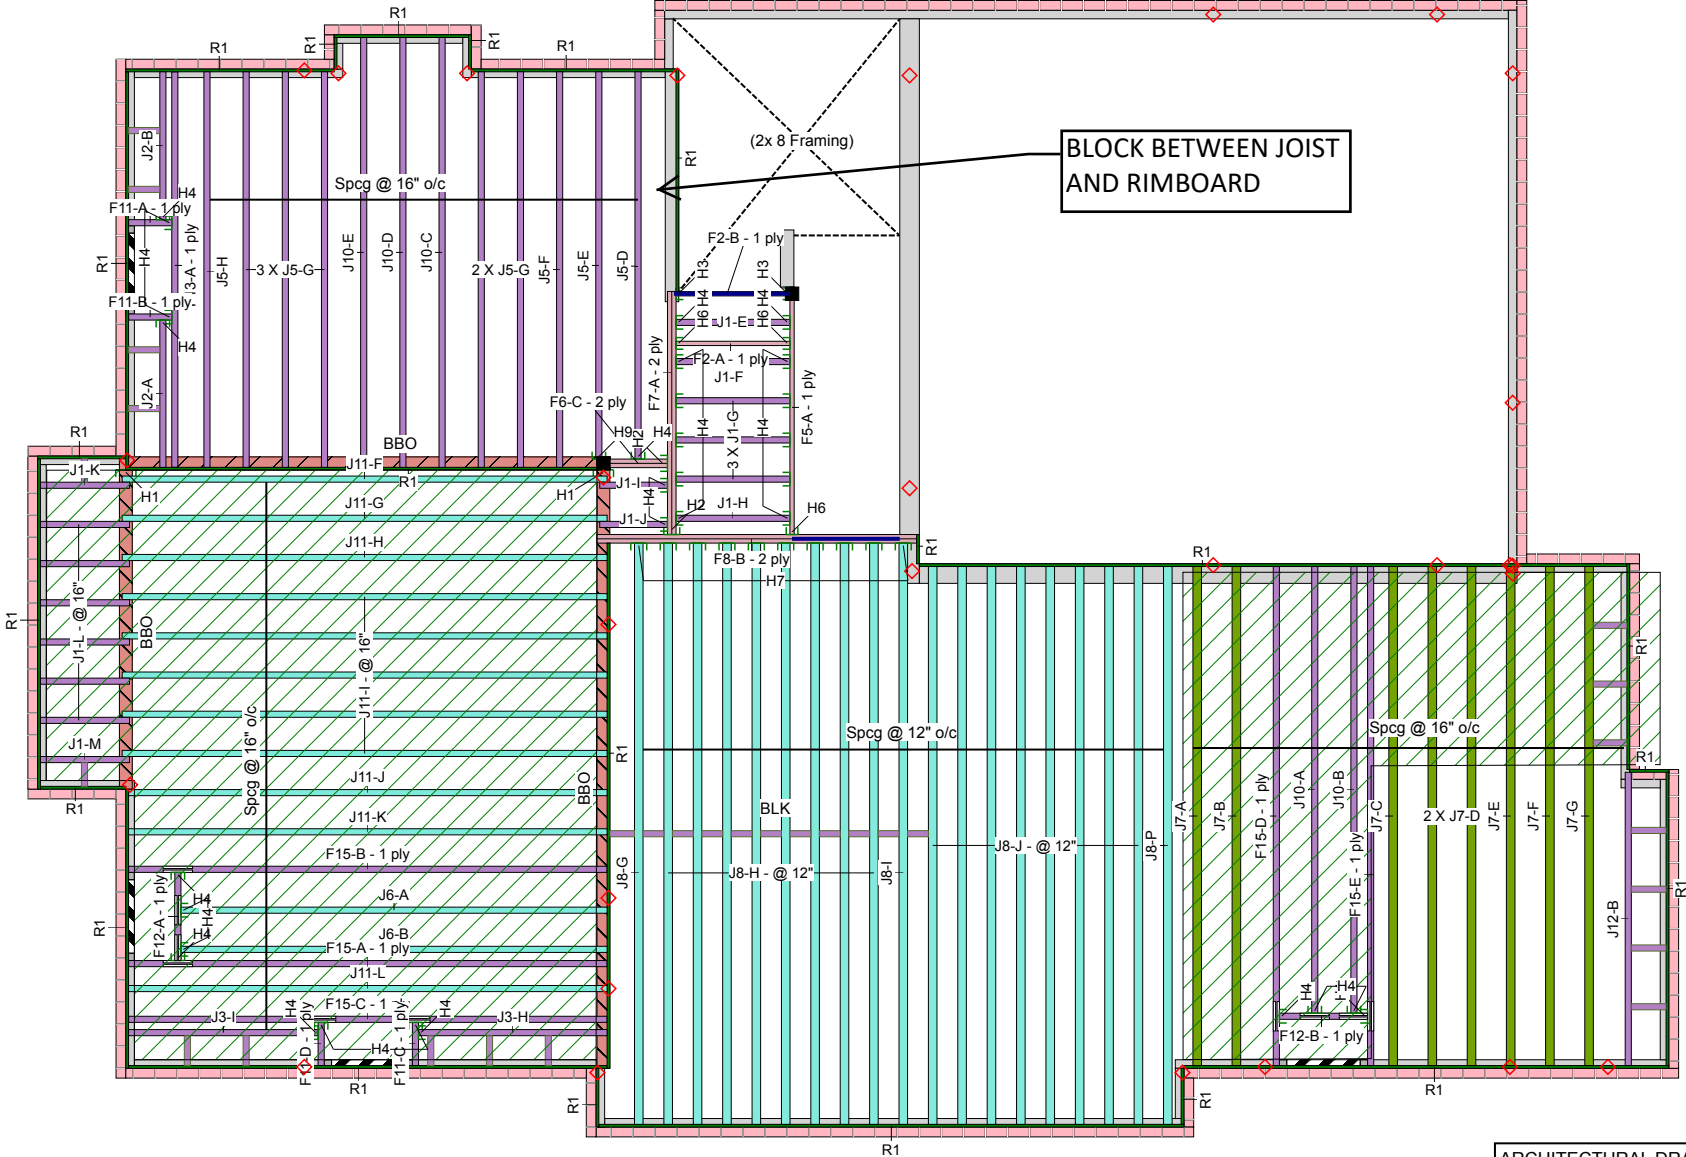 R1
R1
R1
R1
R1
(2x 8 Framing)
BLOCK BETWEEN JOIST
AND RIMBOARD
J2-B
R1
Spcg @ 16" o/c
H4
F11-A - 1 ply
H4
F11-B - 1 ply
H4
R1
J5-H
3 X J5-G
J10-E
J10-D
J10-C
2 X J5-G
J5-F
J5-E
J5-D
F2-B - 1 ply
H3
H3
H4
H4
H6
H6
J1-E
F2-A - 1 ply
J1-F
F7-A - 2 ply
3 X J1-G
H4
H4
F5-A - 1 ply
J2-A
F6-C - 2 ply
H9
H2
H4
R1
BBO
J11-F
R1
J1-K
H1
H1
J1-I
H4
J1-J
H2
J1-H
H6
J11-G
J11-H
F8-B - 2 ply
H7
R1
R1
R1
J1-L - @ 16"
BBO
J11-I - @ 16"
R1
Spcg @ 16" o/c
Spcg @ 12" o/c
Spcg @ 16" o/c
R1
R1
J1-M
R1
J11-J
BBO
J11-K
BLK
F15-B - 1 ply
J8-G
J8-H - @ 12"
J8-I
J8-J - @ 12"
J8-P
J7-A
J7-B
F15-D - 1 ply
J10-A
J10-B
F15-E - 1 ply
J7-C
2 X J7-D
J7-E
J7-F
J7-G
J12-B
R1
R1
F12-A - 1 ply
H4
H4
H4
J6-A
J6-B
F15-A - 1 ply
J11-L
F15-C - 1
J3-I
H4
H4
J3-H
H4
F11-C - 1 ply
H4
H4
F12-B - 1 ply
R1
R1
R1
R1
R1
ARCHITECTURAL DRA